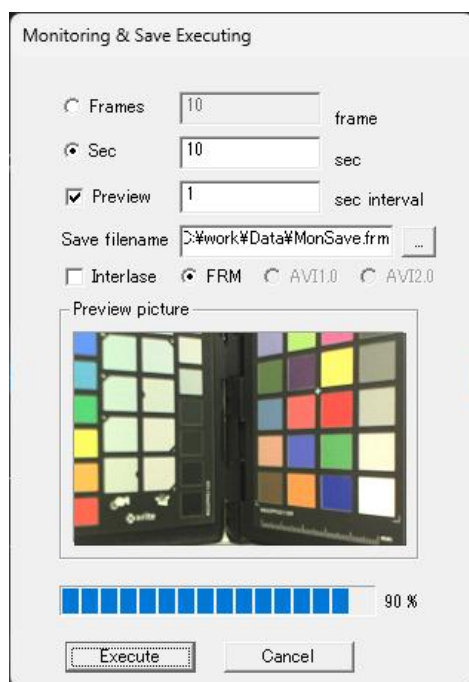 Monitoring & Save Executing
Frames 10 frame
Sec 10 sec
Preview 1 sec interval
Save filename C:¥work¥Data¥MonSave.frm ...
Interlase FRM AVI1.0 AVI2.0
Preview picture
90 %
Execute Cancel